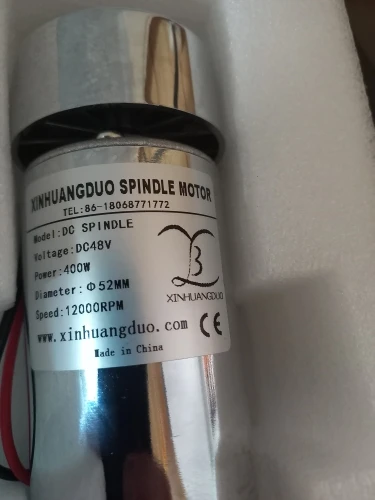 XINHUANGDUO SPINDLE MOTOR
TEL:86-18068771772
Model:DC SPINDLE
Voltage:DC48V
Power:400W
Diameter:Φ52MM
Speed:12000RPM
XINHUANGDUO
www.xinhuangduo.com CE
Made in China